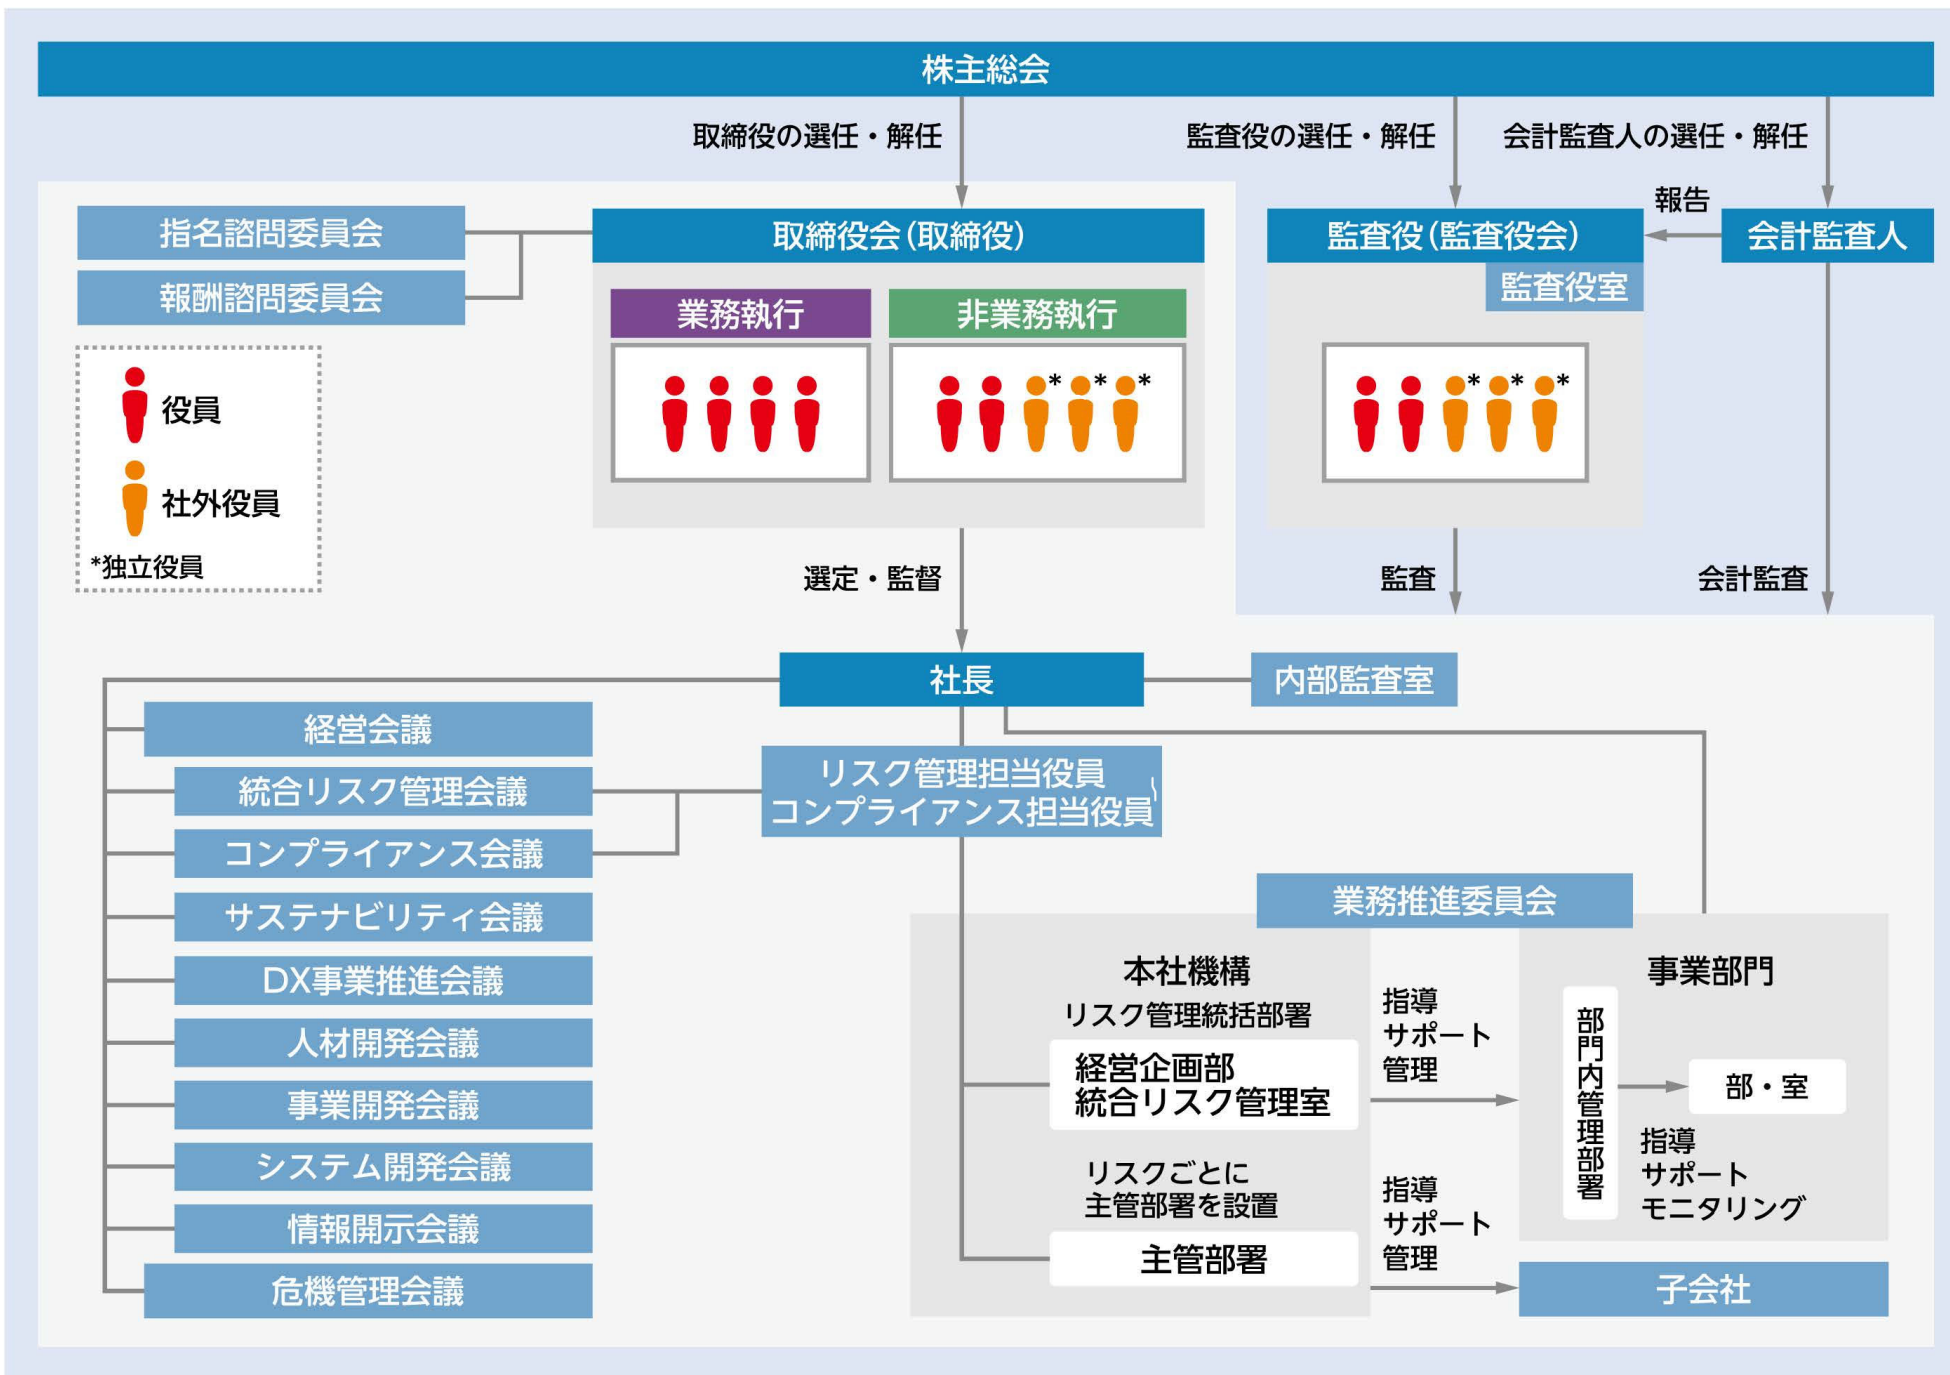 株主総会
取締役の選任・解任
監査役の選任・解任
会計監査人の選任・解任
指名諮問委員会
報酬諮問委員会
取締役会(取締役)
監査役(監査役会)
報告
会計監査人
監査役室
業務執行
非業務執行
* * *
* * *
役員
社外役員
*独立役員
選定・監督
監査
会計監査
社長
内部監査室
経営会議
統合リスク管理会議
コンプライアンス会議
サステナビリティ会議
DX事業推進会議
人材開発会議
事業開発会議
システム開発会議
情報開示会議
危機管理会議
リスク管理担当役員
コンプライアンス担当役員
業務推進委員会
本社機構
リスク管理統括部署
経営企画部
統合リスク管理室
リスクごとに
主管部署を設置
主管部署
指導
サポート
管理
指導
サポート
管理
事業部門
部門内管理部署
部・室
指導
サポート
モニタリング
子会社